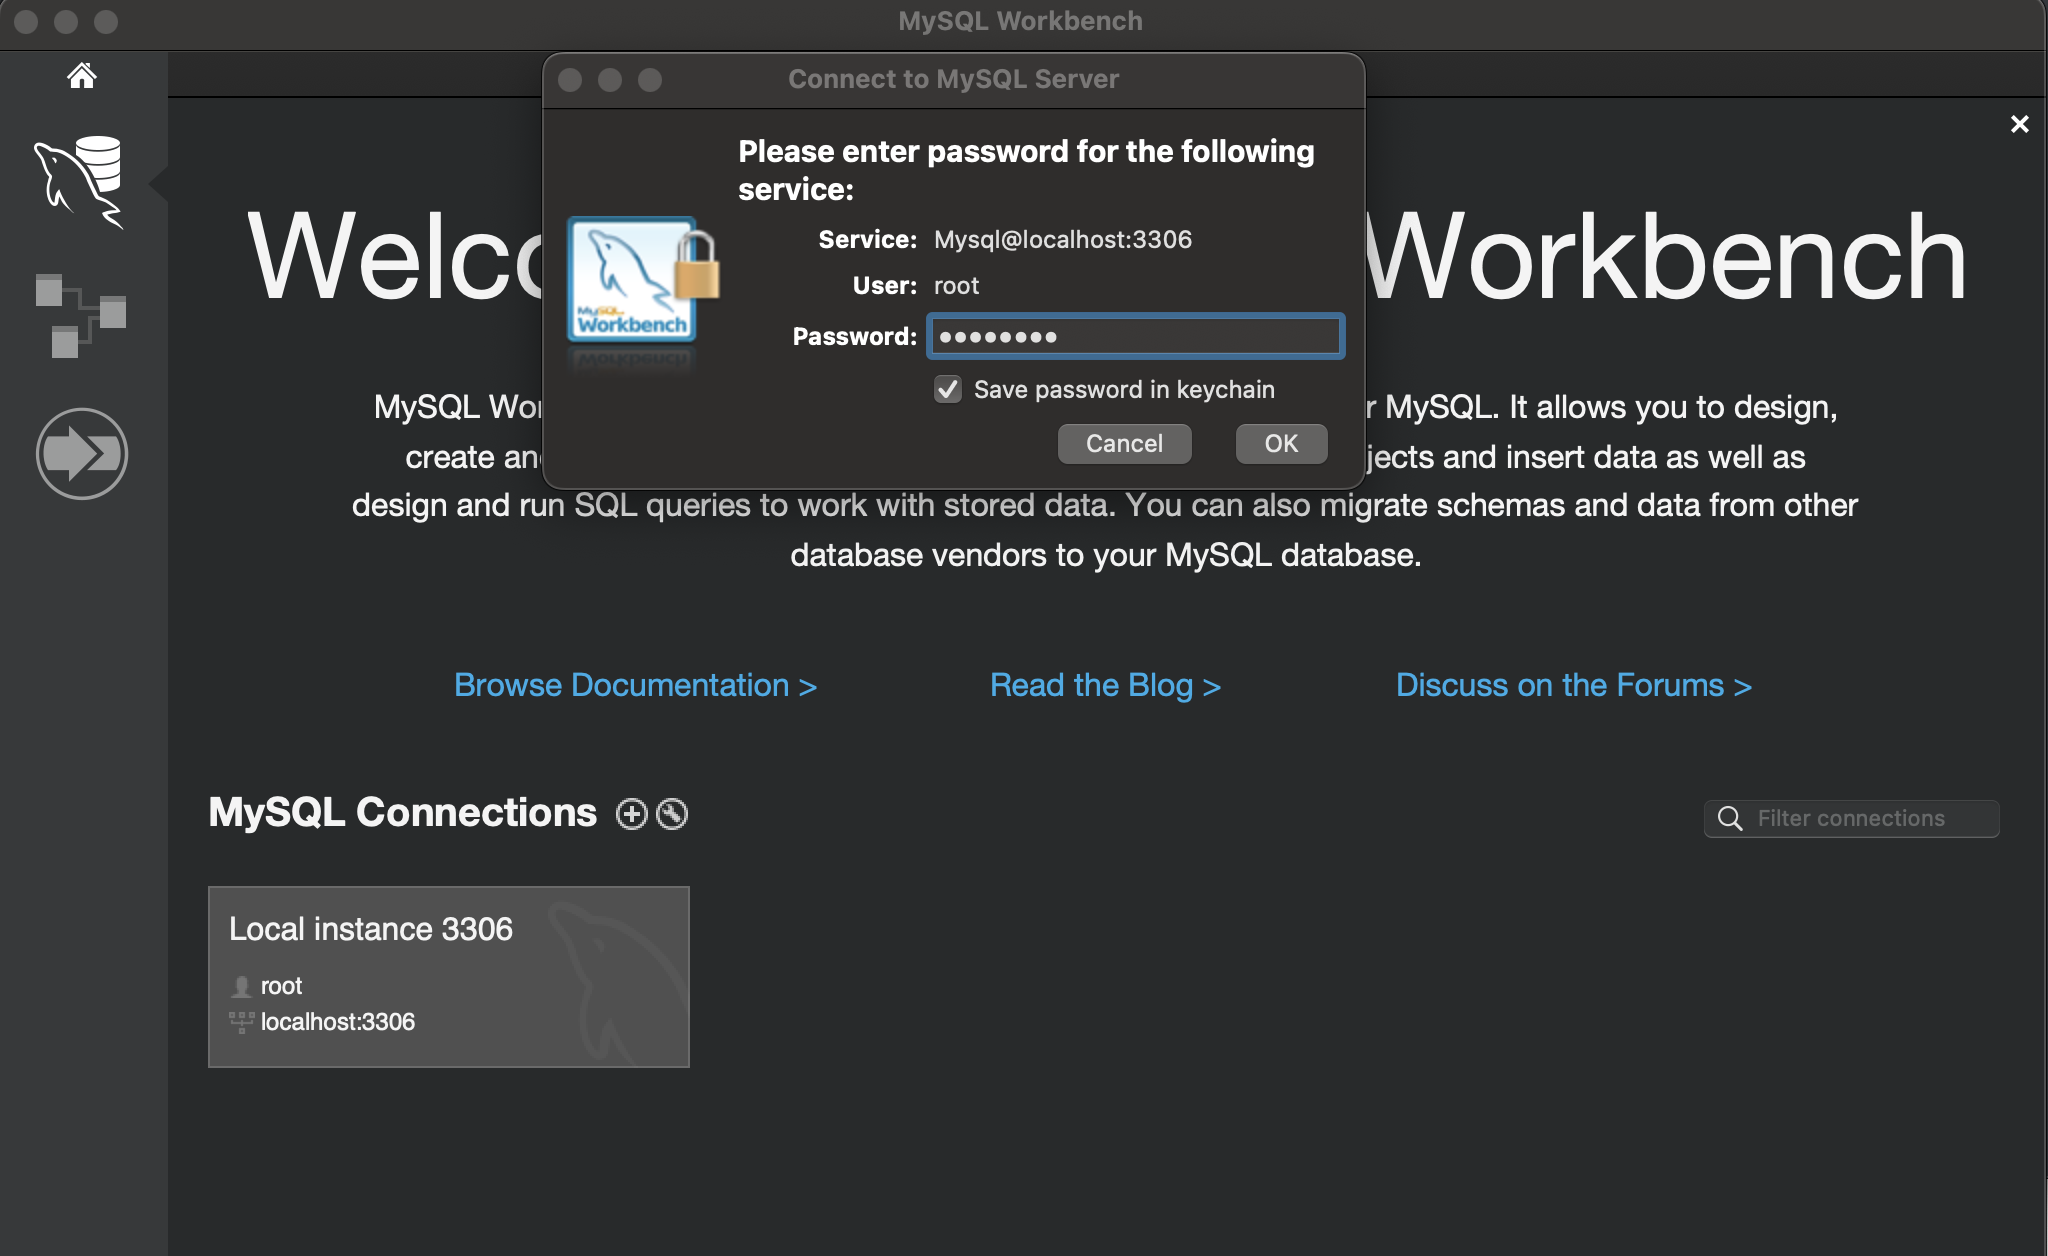 MySQL Workbench
Connect to MySQL Server
Please enter password for the following
service:
Service: Mysql@localhost:3306
User: root
Password: ••••••••
Save password in keychain
Cancel OK
MySQL
Workbench
Welc Workbench
MySQL Wor r MySQL. It allows you to design,
create an jects and insert data as well as
design and run SQL queries to work with stored data. You can also migrate schemas and data from other
database vendors to your MySQL database.
Browse Documentation > Read the Blog > Discuss on the Forums >
MySQL Connections
Filter connections
Local instance 3306
root
localhost:3306